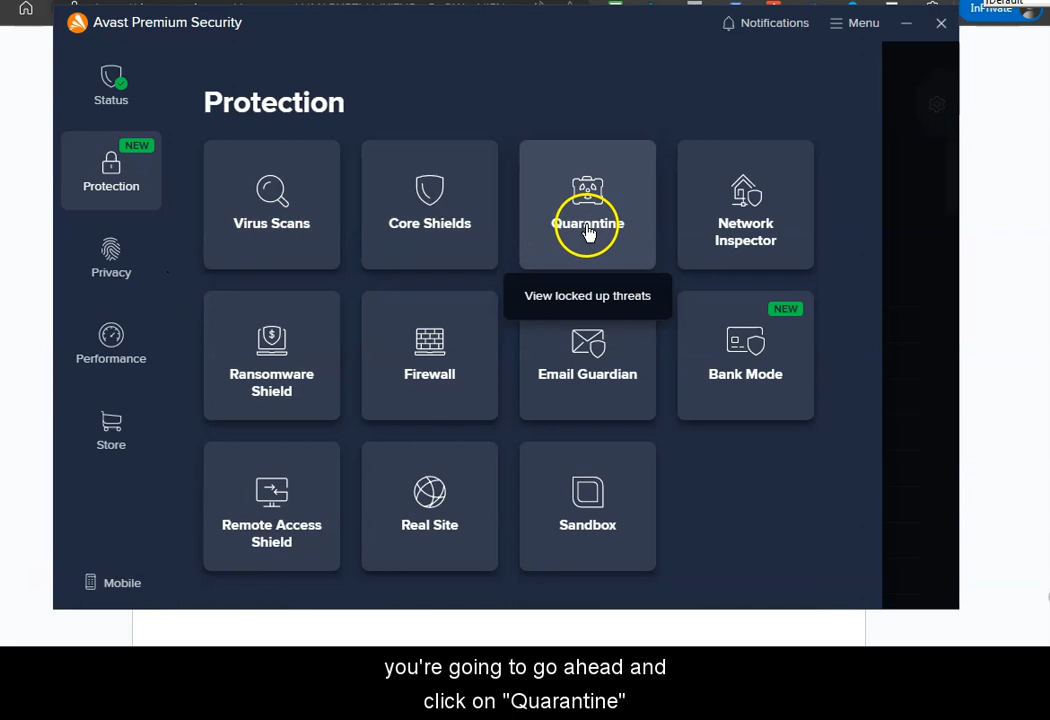 Default
InPrivate
Avast Premium Security
Notifications
Menu
Status
NEW
Protection
Privacy
Performance
Store
Mobile
Protection
Virus Scans
Core Shields
Quarantine
Network
Inspector
View locked up threats
Ransomware
Shield
Firewall
Email Guardian
NEW
Bank Mode
Remote Access
Shield
Real Site
Sandbox
you're going to go ahead and
click on "Quarantine"